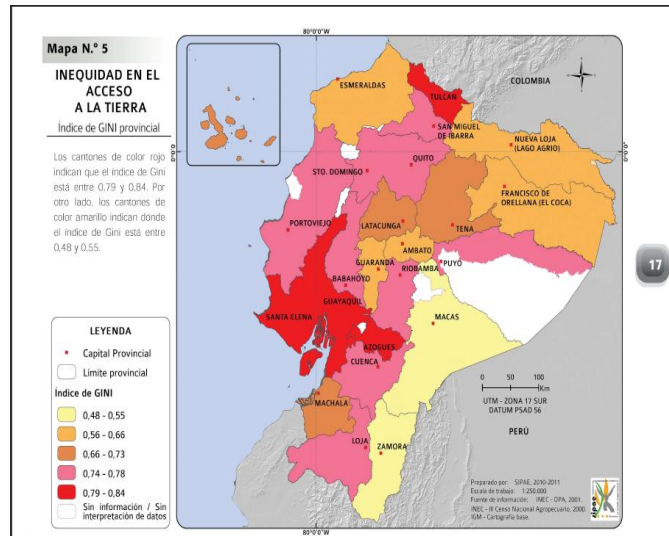 Mapa N.° 5
INEQUIDAD EN EL
ACCESO
A LA TIERRA
Índice de GINI provincial
Los cantones de color rojo
indican que el índice de Gini
está entre 0.79 y 0,84. Por
otro lado, los cantones de
color amarillo indican donde
el índice de Gini está entre
0,48 y 0,55.
LEYENDA
Capital Provincial
Limite provincial
Índice de GINI
0,48 - 0,55
0,56 - 0,66
0,66 - 0,73
0,74 - 0,78
0,79 - 0,84
Sin información / Sin
interpretación de datos
80°0'0"W
COLOMBIA
ESMERALDAS
TULCÁN
SAN MIGUEL
DE IBARRA
NUEVA LOJA
(LAGO AGRIO)
0°0'0"
0°0'0"
QUITO
STO. DOMINGO
FRANCISCO DE
ORELLANA (EL COCA)
PORTOVIEJO
LATACUNGA
TENA
AMBATO
GUARANDA
PUYO
RIOBAMBA
BABAHOYO
GUAYAQUIL
SANTA ELENA
MACAS
AZOGUES
CUENCA
MACHALA
LOJA
ZAMORA
0 50 100
Km
UTM - ZONA 17 SUR
DATUM PSAD 56
PERÚ
Preparado por: SIPAE, 2010-2011
Escala de trabajo: 1:250.000
Fuente de información: INEC - DPA, 2001.
INEC - III Censo Nacional Agropecuario, 2000.
IGM - Cartografía base.
sipae
80°0'0"W
17